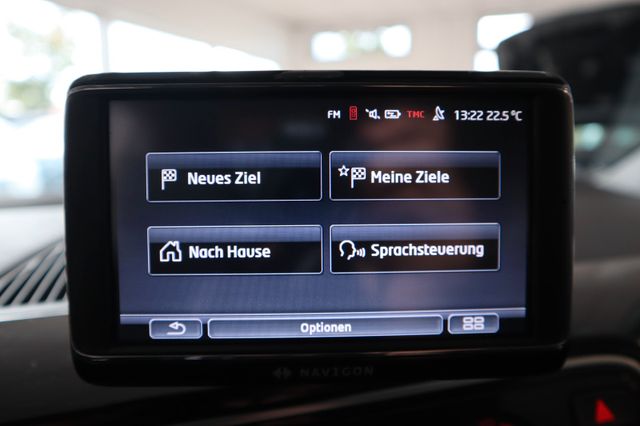 FM TMC 13:22 22.5°C
Neues Ziel
Meine Ziele
Nach Hause
Sprachsteuerung
Optionen
NAVIGON